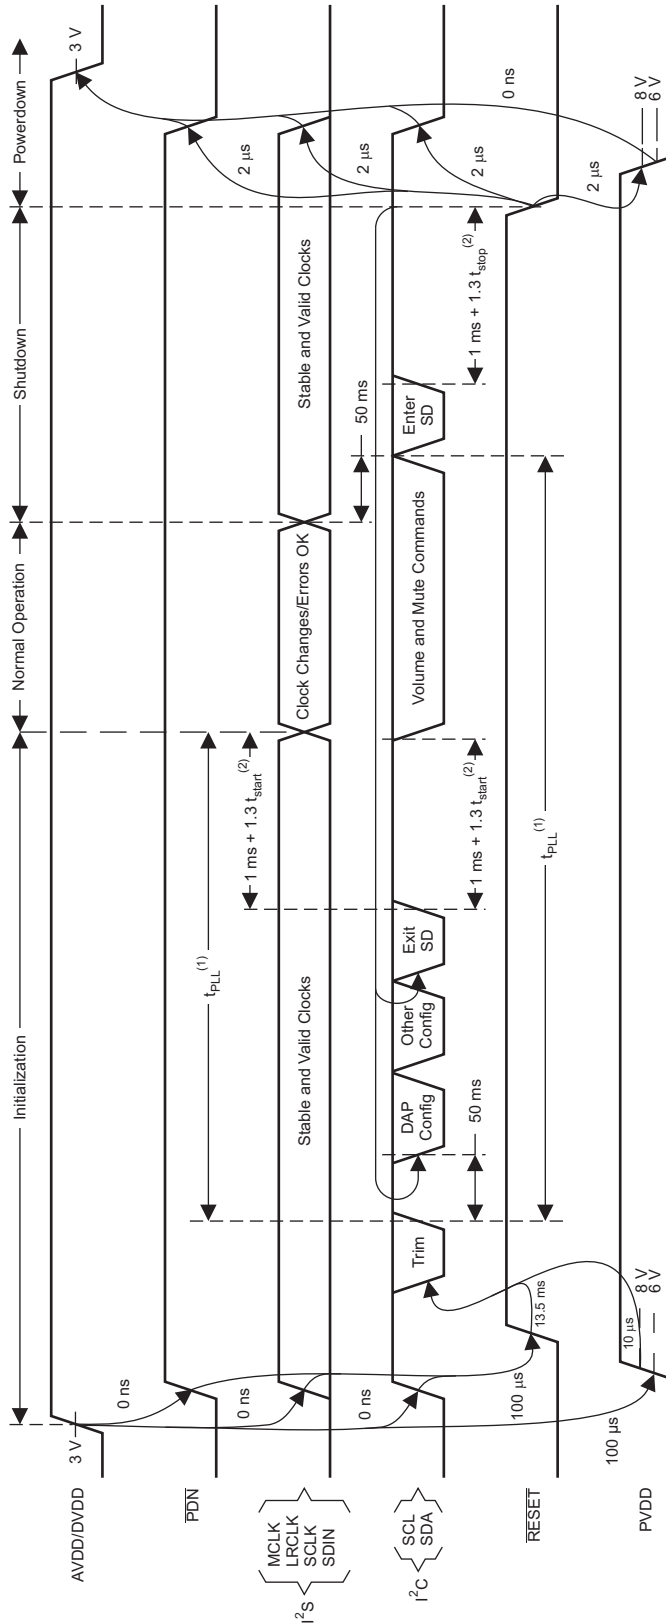 Initialization
Normal Operation
Shutdown
Powerdown
AVDD/DVDD
3 V
3 V
0 ns
PDN
t_PLL^(1)
2 μs
0 ns
1 ms + 1.3 t_start^(2)
I²S
MCLK
LRCLK
SCLK
SDIN
Stable and Valid Clocks
Clock Changes/Errors OK
Stable and Valid Clocks
2 μs
0 ns
50 ms
I²C
SCL
SDA
Trim
DAP
Config
Other
Config
Exit
SD
Volume and Mute Commands
Enter
SD
2 μs
0 ns
100 μs
50 ms
1 ms + 1.3 t_start^(2)
1 ms + 1.3 t_stop^(2)
RESET
13.5 ms
t_PLL^(1)
2 μs
100 μs
10 μs
PVDD
8 V
6 V
8 V
6 V